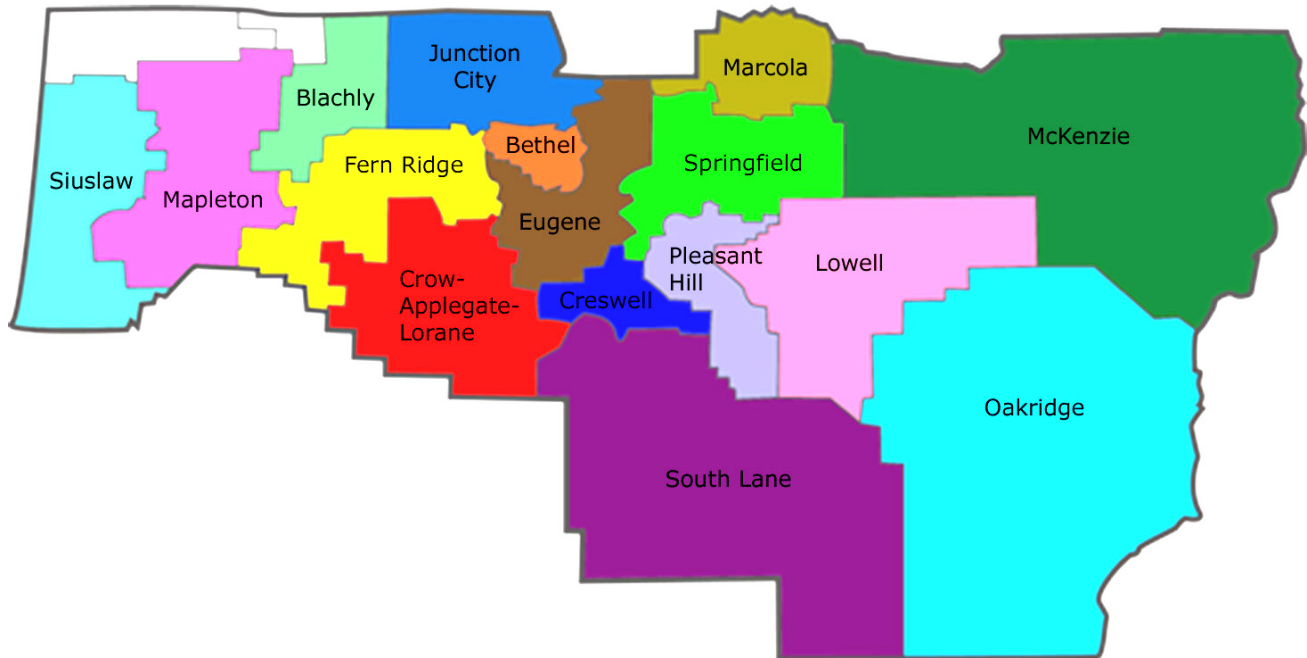 Junction
City
Marcola
Blachly
McKenzie
Bethel
Fern Ridge
Springfield
Siuslaw
Mapleton
Eugene
Pleasant
Hill
Lowell
Crow-
Applegate-
Lorane
Creswell
Oakridge
South Lane